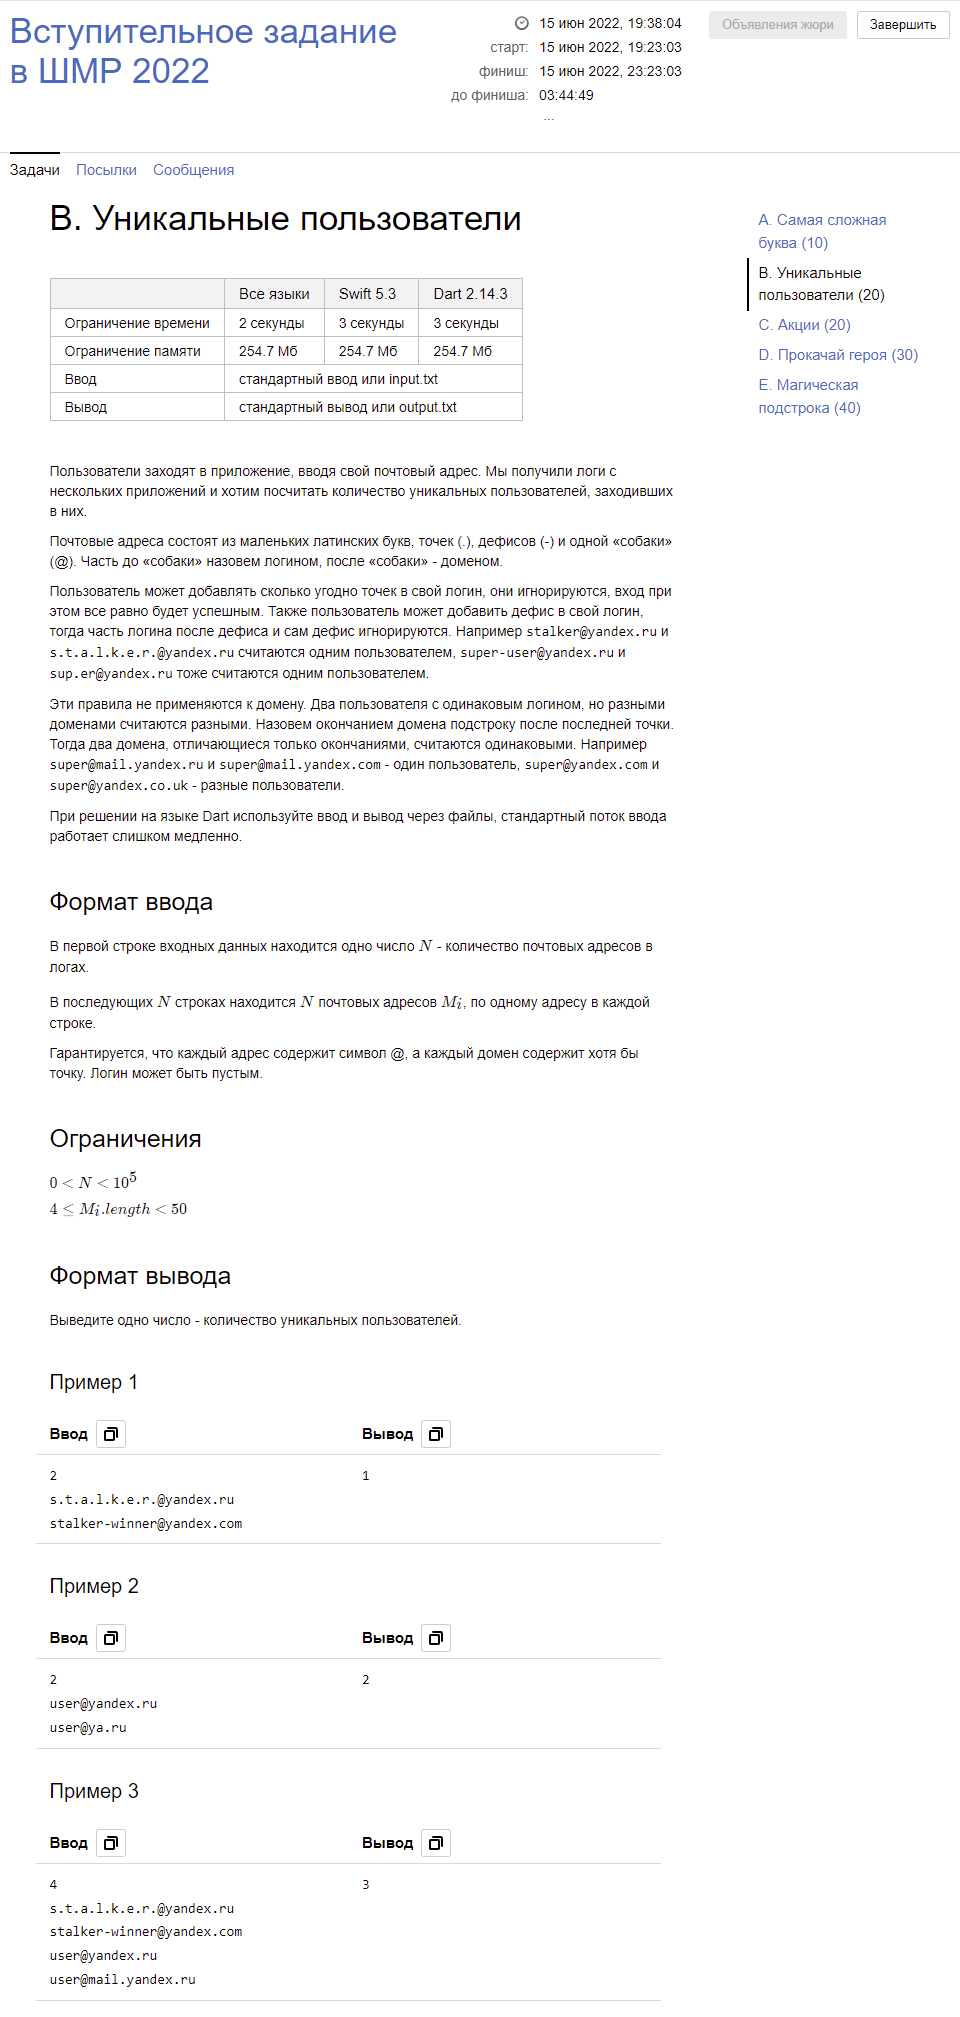 Вступительное задание
в ШМР 2022
15 июн 2022, 19:38:04
старт: 15 июн 2022, 19:23:03
финиш: 15 июн 2022, 23:23:03
до финиша: 03:44:49
...
Объявления жюри
Завершить
Задачи Посылки Сообщения
B. Уникальные пользователи
Все языки Swift 5.3 Dart 2.14.3
Ограничение времени 2 секунды 3 секунды 3 секунды
Ограничение памяти 254.7 Мб 254.7 Мб 254.7 Мб
Ввод стандартный ввод или input.txt
Вывод стандартный вывод или output.txt
A. Самая сложная
буква (10)
B. Уникальные
пользователи (20)
C. Акции (20)
D. Прокачай героя (30)
E. Магическая
подстрока (40)
Пользователи заходят в приложение, вводя свой почтовый адрес. Мы получили логи с
нескольких приложений и хотим посчитать количество уникальных пользователей, заходивших
в них.
Почтовые адреса состоят из маленьких латинских букв, точек (.), дефисов (-) и одной «собаки»
(@). Часть до «собаки» назовем логином, после «собаки» - доменом.
Пользователь может добавлять сколько угодно точек в свой логин, они игнорируются, вход при
этом все равно будет успешным. Также пользователь может добавить дефис в свой логин,
тогда часть логина после дефиса и сам дефис игнорируются. Например stalker@yandex.ru и
s.t.a.l.k.e.r.@yandex.ru считаются одним пользователем, super-user@yandex.ru и
sup.er@yandex.ru тоже считаются одним пользователем.
Эти правила не применяются к домену. Два пользователя с одинаковым логином, но разными
доменами считаются разными. Назовем окончанием домена подстроку после последней точки.
Тогда два домена, отличающиеся только окончаниями, считаются одинаковыми. Например
super@mail.yandex.ru и super@mail.yandex.com - один пользователь, super@yandex.com и
super@yandex.co.uk - разные пользователи.
При решении на языке Dart используйте ввод и вывод через файлы, стандартный поток ввода
работает слишком медленно.
Формат ввода
В первой строке входных данных находится одно число N - количество почтовых адресов в
логах.
В последующих N строках находится N почтовых адресов Mᵢ, по одному адресу в каждой
строке.
Гарантируется, что каждый адрес содержит символ @, а каждый домен содержит хотя бы
точку. Логин может быть пустым.
Ограничения
0 < N < 10⁵
4 ≤ Mᵢ.length < 50
Формат вывода
Выведите одно число - количество уникальных пользователей.
Пример 1
Ввод Вывод
2 1
s.t.a.l.k.e.r.@yandex.ru
stalker-winner@yandex.com
Пример 2
Ввод Вывод
2 2
user@yandex.ru
user@ya.ru
Пример 3
Ввод Вывод
4 3
s.t.a.l.k.e.r.@yandex.ru
stalker-winner@yandex.com
user@yandex.ru
user@mail.yandex.ru